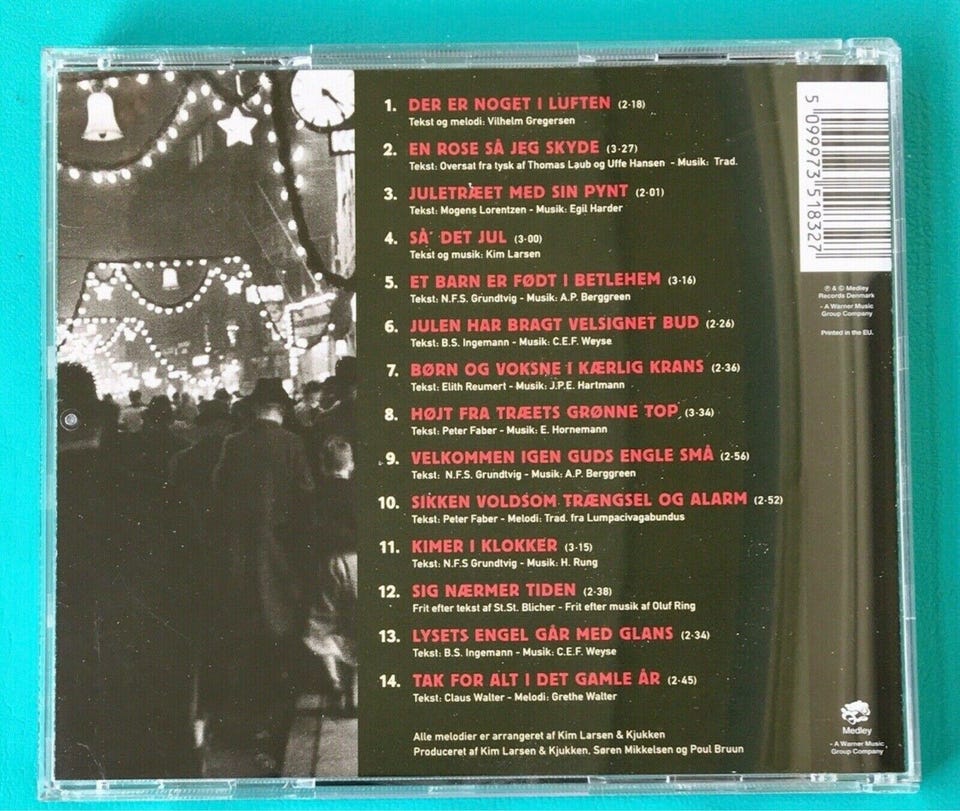 1. DER ER NOGET I LUFTEN (2-18)
Tekst og melodi: Vilhelm Gregersen
2. EN ROSE SÅ JEG SKYDE (3-27)
Tekst: Oversat fra tysk af Thomas Laub og Uffe Hansen - Musik: Trad.
3. JULETRÆET MED SIN PYNT (2-01)
Tekst: Mogens Lorentzen - Musik: Egil Harder
4. SÅ' DET JUL (3-00)
Tekst og musik: Kim Larsen
5. ET BARN ER FØDT I BETLEHEM (3-16)
Tekst: N.F.S. Grundtvig - Musik: A.P. Berggreen
6. JULEN HAR BRAGT VELSIGNET BUD (2-26)
Tekst: B.S. Ingemann - Musik: C.E.F. Weyse
7. BØRN OG VOKSNE I KÆRLIG KRANS (2-36)
Tekst: Elith Reumert - Musik: J.P.E. Hartmann
8. HØJT FRA TRÆETS GRØNNE TOP (3-34)
Tekst: Peter Faber - Musik: E. Hornemann
9. VELKOMMEN IGEN GUDS ENGLE SMÅ (2-56)
Tekst: N.F.S. Grundtvig - Musik: A.P. Berggreen
10. SIKKEN VOLDSOM TRÆNGSEL OG ALARM (2-52)
Tekst: Peter Faber - Melodi: Trad. fra Lumpacivagabundus
11. KIMER I KLOKKER (3-15)
Tekst: N.F.S Grundtvig - Musik: H. Rung
12. SIG NÆRMER TIDEN (2-38)
Frit efter tekst af St.St. Blicher - Frit efter musik af Oluf Ring
13. LYSETS ENGEL GÅR MED GLANS (2-34)
Tekst: B.S. Ingemann - Musik: C.E.F. Weyse
14. TAK FOR ALT I DET GAMLE ÅR (2-45)
Tekst: Claus Walter - Melodi: Grethe Walter
Alle melodier er arrangeret af Kim Larsen & Kjukken
Produceret af Kim Larsen & Kjukken, Søren Mikkelsen og Poul Bruun
5 099973 518327
℗ & © Medley
Records Denmark
- A Warner Music
Group Company
Printed in the EU.
Medley
- A Warner Music
Group Company